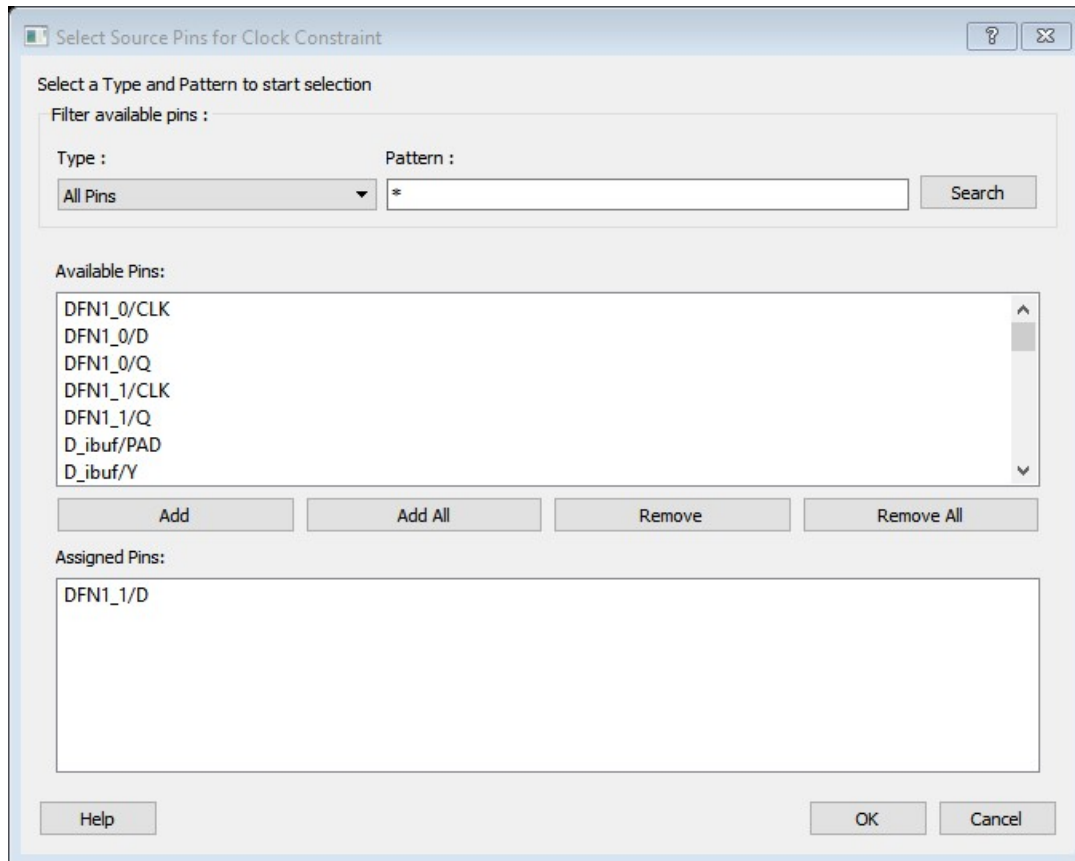 Select Source Pins for Clock Constraint
Select a Type and Pattern to start selection
Filter available pins :
Type :
Pattern :
All Pins
*
Search
Available Pins:
DFN1_0/CLK
DFN1_0/D
DFN1_0/Q
DFN1_1/CLK
DFN1_1/Q
D_ibuf/PAD
D_ibuf/Y
Add
Add All
Remove
Remove All
Assigned Pins:
DFN1_1/D
Help
OK
Cancel